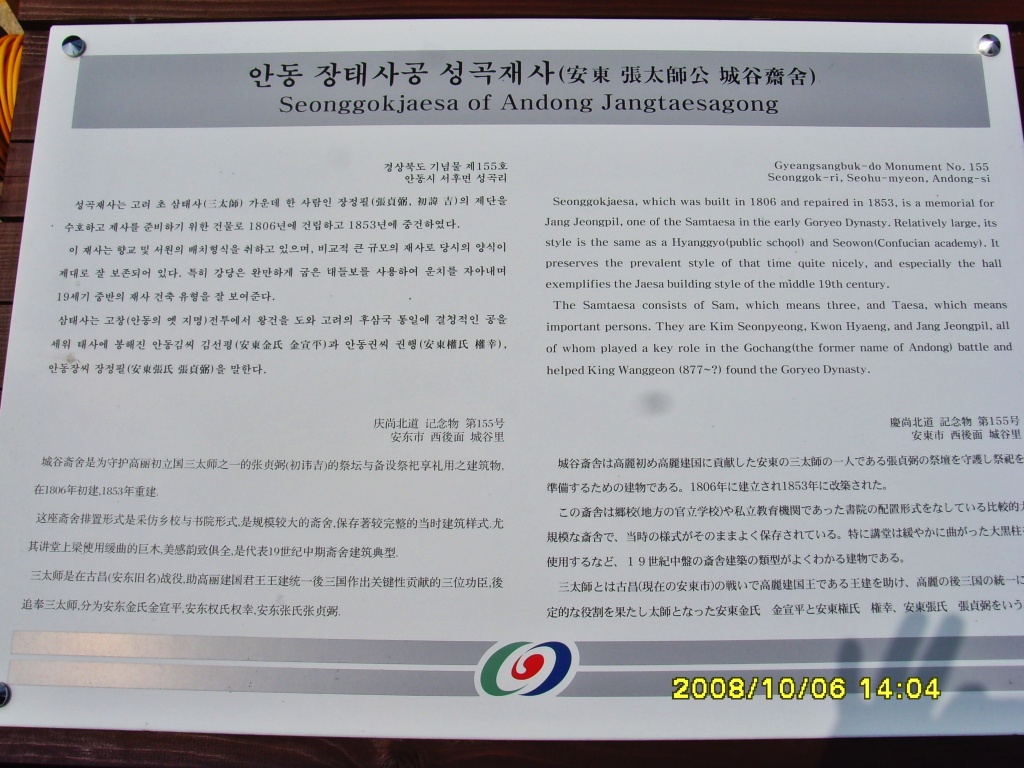 안동 장태사공 성곡재사(安東 張太師公 城谷齋舍)
Seonggokjaesa of Andong Jangtaesagong
경상북도 기념물 제155호
안동시 서후면 성곡리
성곡재사는 고려 초 삼태사(三太師) 가운데 한 사람인 장정필(張貞弼, 初諱 吉)의 제단을
수호하고 제사를 준비하기 위한 건물로 1806년에 건립하고 1853년에 중건하였다.
이 재사는 향교 및 서원의 배치형식을 취하고 있으며, 비교적 큰 규모의 재사로 당시의 양식이
제대로 잘 보존되어 있다. 특히 강당은 완만하게 굽은 대들보를 사용하여 운치를 자아내며
19세기 중반의 재사 건축 유형을 잘 보여준다.
삼태사는 고창(안동의 옛 지명)전투에서 왕건을 도와 고려의 후삼국 통일에 결정적인 공을
세워 태사에 봉해진 안동김씨 김선평(安東金氏 金宣平)과 안동권씨 권행(安東權氏 權幸),
안동장씨 장정필(安東張氏 張貞弼)을 말한다.
Gyeongsangbuk-do Monument No. 155
Seonggok-ri, Seohu-myeon, Andong-si
Seonggokjaesa, which was built in 1806 and repaired in 1853, is a memorial for
Jang Jeongpil, one of the Samtaesa in the early Goryeo Dynasty. Relatively large, its
style is the same as a Hyanggyo(public school) and Seowon(Confucian academy). It
preserves the prevalent style of that time quite nicely, and especially the hall
exemplifies the Jaesa building style of the middle 19th century.
The Samtaesa consists of Sam, which means three, and Taesa, which means
important persons. They are Kim Seonpyeong, Kwon Hyaeng, and Jang Jeongpil, all
of whom played a key role in the Gochang(the former name of Andong) battle and
helped King Wanggeon (877~?) found the Goryeo Dynasty.
庆尚北道 记念物 第155号
安东市 西後面 城谷里
城谷斋舍是为守护高丽初立国三太师之一的张贞弼(初讳吉)的祭坛与备设祭祀享礼用之建筑物,
在1806年初建,1853年重建.
这座斋舍排置形式是采仿乡校与书院形式,是规模较大的斋舍,保存著较完整的当时建筑样式.尤
其讲堂上梁使用缓曲的巨木,美感韵致俱全,是代表19世纪中期斋舍建筑典型.
三太师是在古昌(安东旧名)战役,助高丽建国君王王建统一後三国作出关键性贡献的三位功臣,後
追奉三太师,分为安东金氏金宣平,安东权氏权幸,安东张氏张贞弼.
慶尚北道 記念物 第155号
安東市 西後面 城谷里
城谷斎舍は高麗初め高麗建国に貢献した安東の三太師の一人である張貞弼の祭壇を守護し祭祀を
準備するための建物である。1806年に建立され1853年に改築された。
この斎舍は郷校(地方の官立学校)や私立教育機関であった書院の配置形式をなしている比較的大
規模な斎舍で、当時の様式がそのままよく保存されている。特に講堂は緩やかに曲がった大黒柱を
使用するなど、19世紀中盤の斎舍建築の類型がよくわかる建物である。
三太師とは古昌(現在の安東市)の戦いで高麗建国王である王建を助け、高麗の後三国の統一に
定的な役割を果たし太師となった安東金氏 金宣平と安東権氏 権幸、安東張氏 張貞弼をいう
2008/10/06 14:04